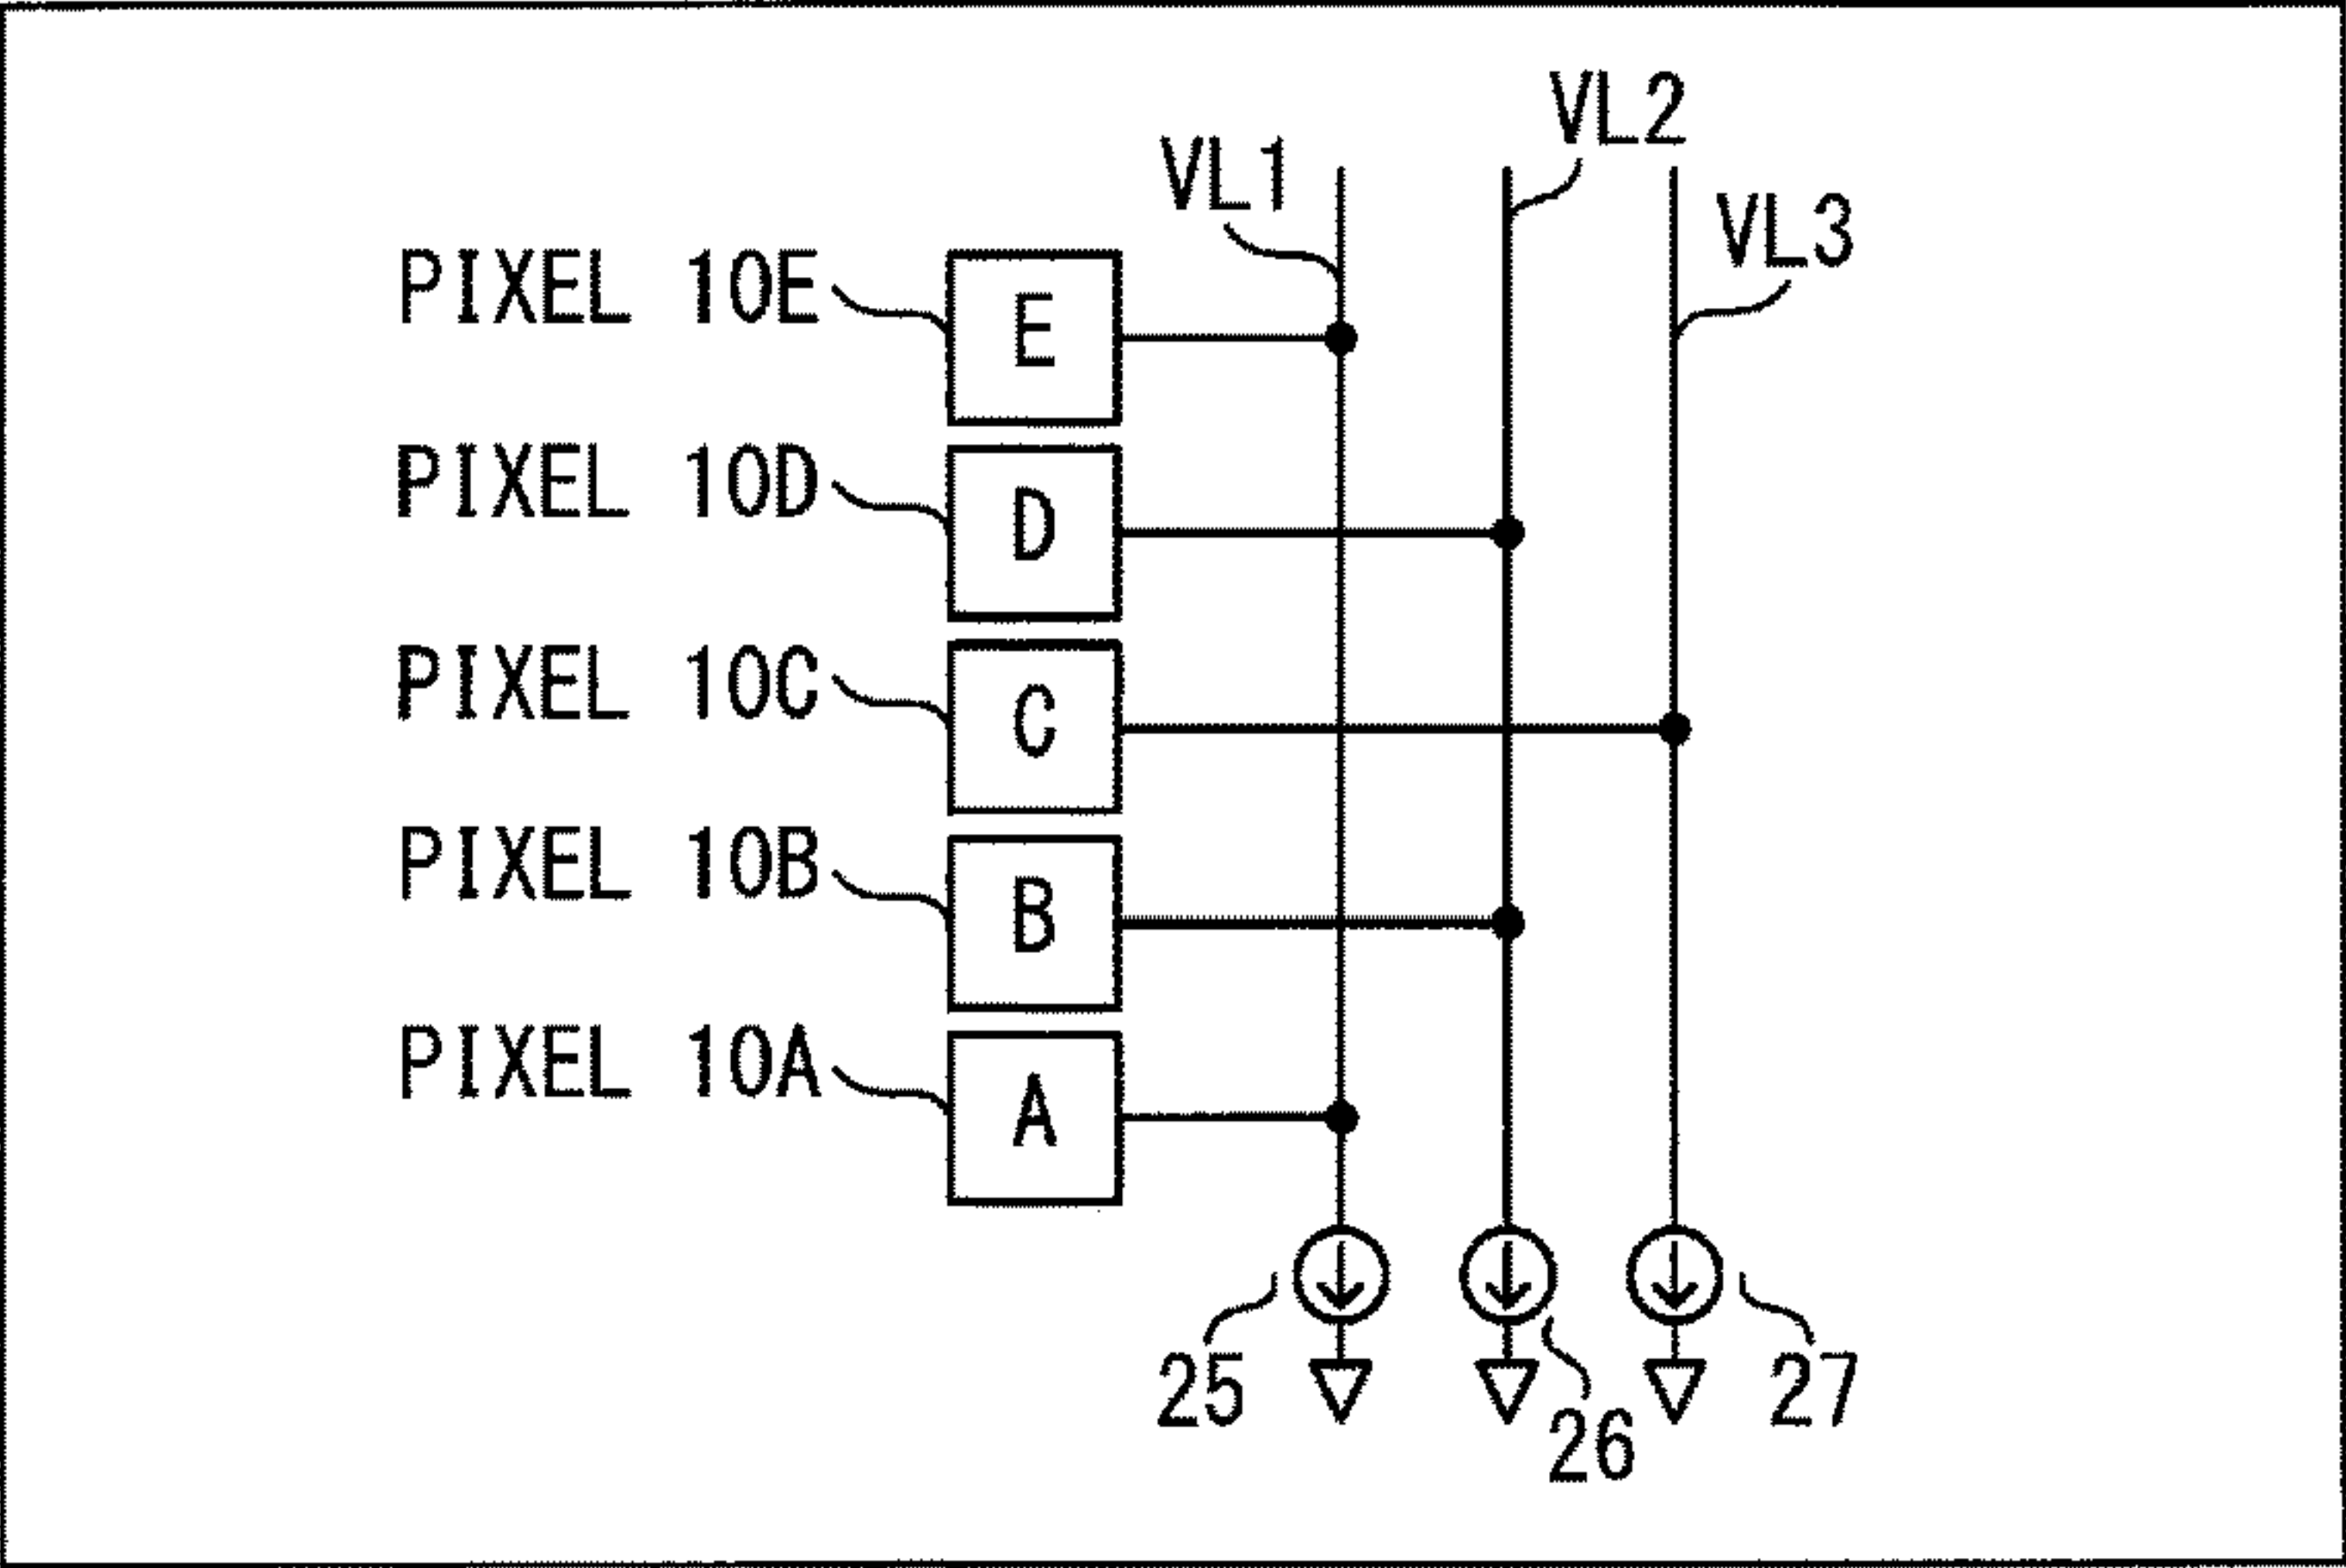 VL2
VL1
VL3
PIXEL 10E
E
PIXEL 10D
D
PIXEL 10C
C
PIXEL 10B
B
PIXEL 10A
A
25
26
27